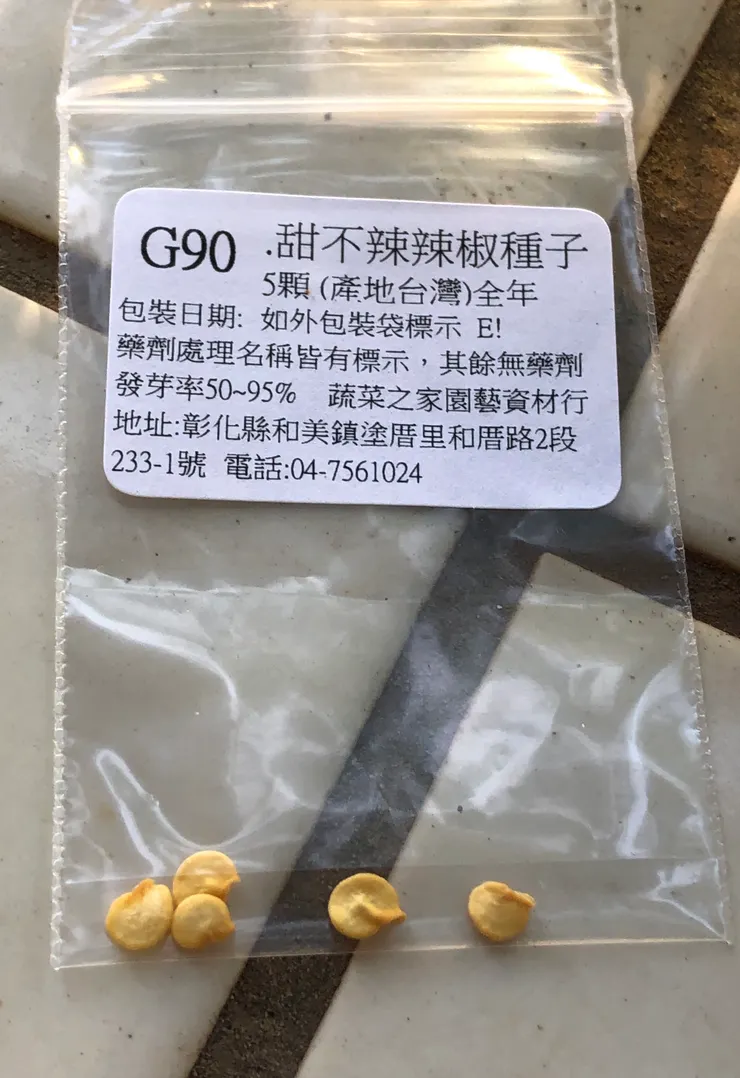 G90 .甜不辣辣椒種子
5顆 (產地台灣)全年
包裝日期: 如外包裝袋標示 E!
藥劑處理名稱皆有標示，其餘無藥劑
發芽率50~95% 蔬菜之家園藝資材行
地址:彰化縣和美鎮塗厝里和厝路2段
233-1號 電話:04-7561024